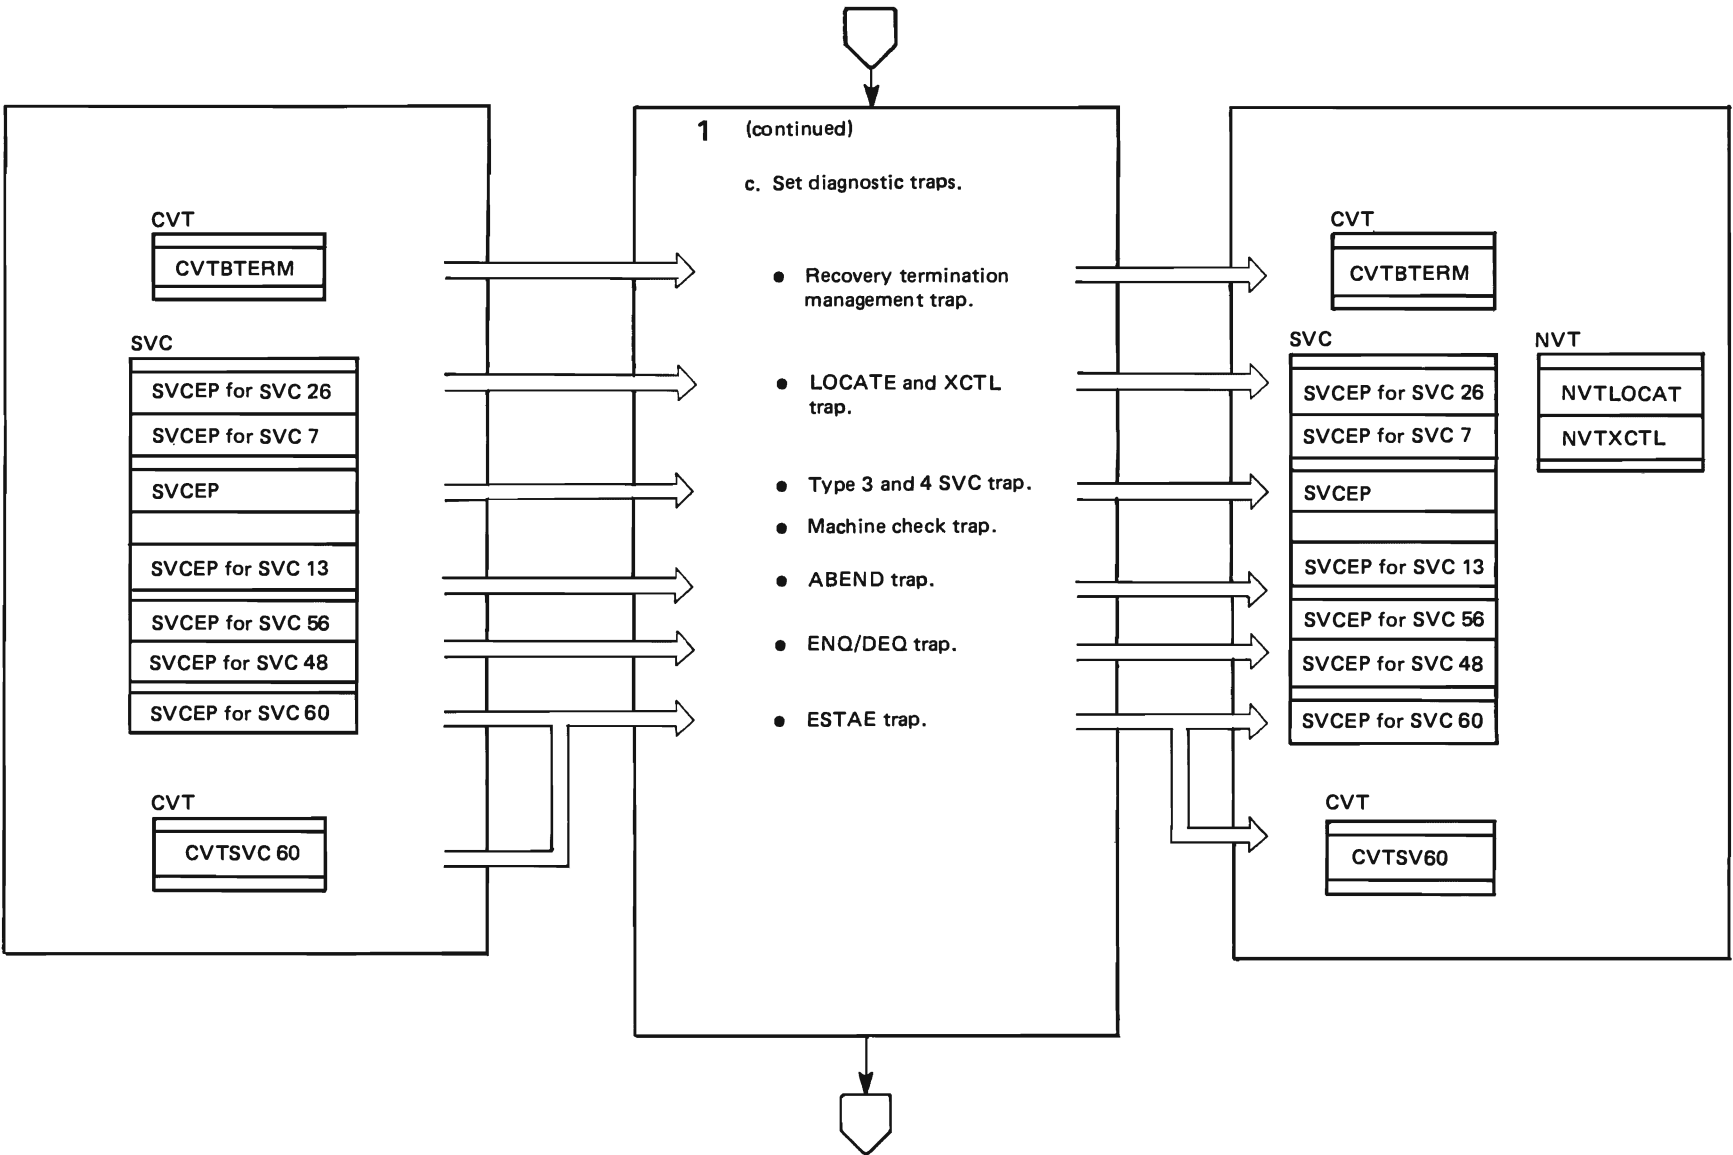 1 (continued)
c. Set diagnostic traps.
CVT
CVTBTERM
SVC
SVCEP for SVC 26
SVCEP for SVC 7
SVCEP
SVCEP for SVC 13
SVCEP for SVC 56
SVCEP for SVC 48
SVCEP for SVC 60
CVT
CVTSVC 60
• Recovery termination
management trap.
• LOCATE and XCTL
trap.
• Type 3 and 4 SVC trap.
• Machine check trap.
• ABEND trap.
• ENQ/DEQ trap.
• ESTAE trap.
CVT
CVTBTERM
SVC
SVCEP for SVC 26
SVCEP for SVC 7
SVCEP
SVCEP for SVC 13
SVCEP for SVC 56
SVCEP for SVC 48
SVCEP for SVC 60
NVT
NVTLOCAT
NVTXCTL
CVT
CVTSV60